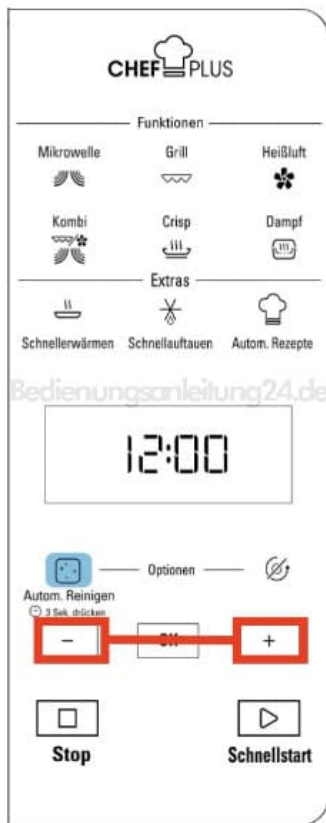 CHEF PLUS
Funktionen
Mikrowelle Grill Heißluft
Kombi Crisp Dampf
Extras
Schnellerwärmen Schnellauftauen Autom. Rezepte
Bedienungsanleitung24.de
12:00
Optionen
Autom. Reinigen
3 Sek. drücken
- OK +
Stop Schnellstart